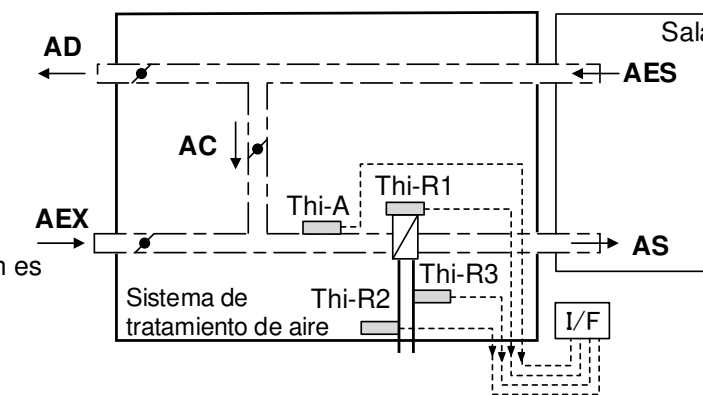 Sala
AD
AES
AC
Thi-R1
Thi-A
AEX
AS
es
Thi-R3
Sistema de
tratamiento de aire
Thi-R2
I/F